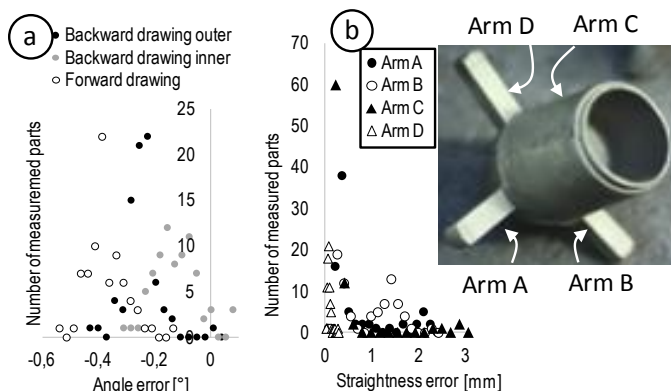 a
Backward drawing outer
Backward drawing inner
Forward drawing
Number of measuremed parts
25
20
15
10
5
0
-0,6
-0,4
-0,2
0
Angle error [°]
b
70
60
50
40
30
20
10
0
Number of measured parts
Arm A
Arm B
Arm C
Arm D
0
1
2
3
Straightness error [mm]
Arm D
Arm C
Arm A
Arm B